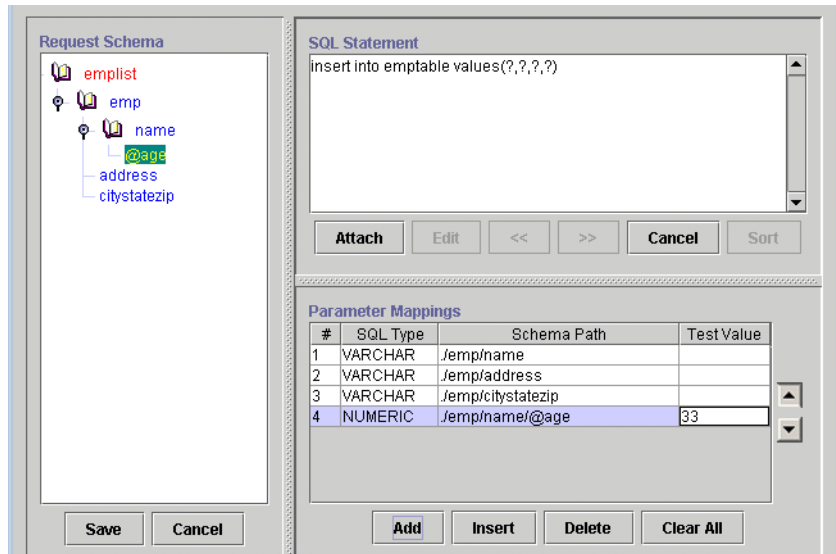 Request Schema
emplist
emp
name
@age
address
citystatezip
Save Cancel
SQL Statement
insert into emptable values(?,?,?,?)
Attach Edit << >> Cancel Sort
Parameter Mappings
# SQL Type Schema Path Test Value
1 VARCHAR ./emp/name
2 VARCHAR ./emp/address
3 VARCHAR ./emp/citystatezip
4 NUMERIC ./emp/name/@age 33
Add Insert Delete Clear All